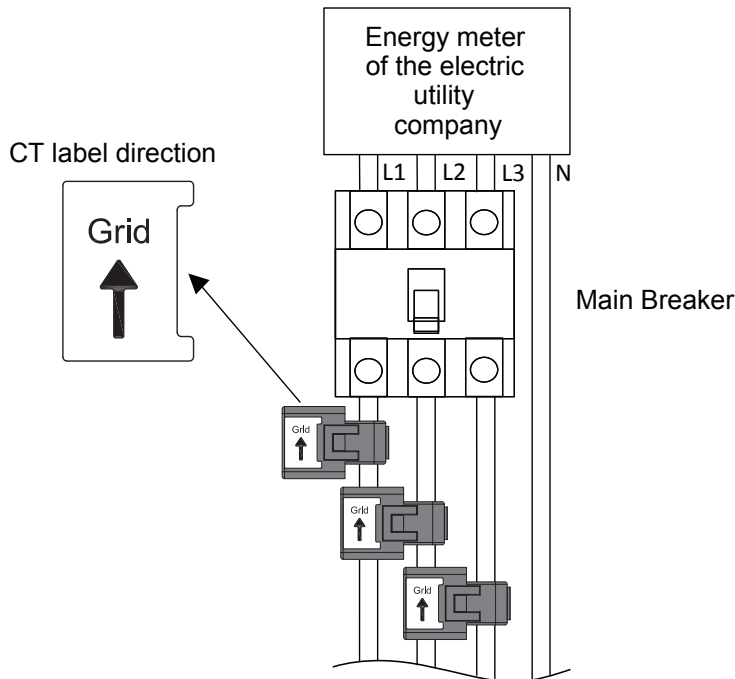 Energy meter
of the electric
utility
company
CT label direction
L1
L2
L3
N
Grid
Main Breaker
Grid
Grid
Grid